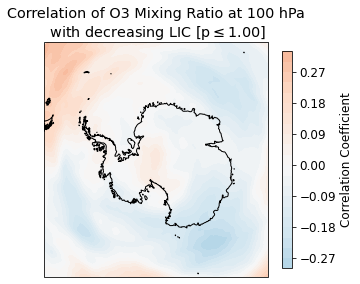 Correlation of O3 Mixing Ratio at 100 hPa
with decreasing LIC [p ≤ 1.00]
0.27
0.18
0.09
0.00
−0.09
−0.18
−0.27
Correlation Coefficient